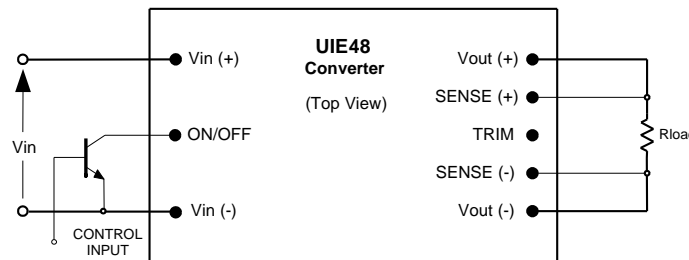 UIE48
Converter
(Top View)
Vin (+)
Vout (+)
SENSE (+)
ON/OFF
TRIM
Vin
Rload
SENSE (-)
Vin (-)
Vout (-)
CONTROL
INPUT